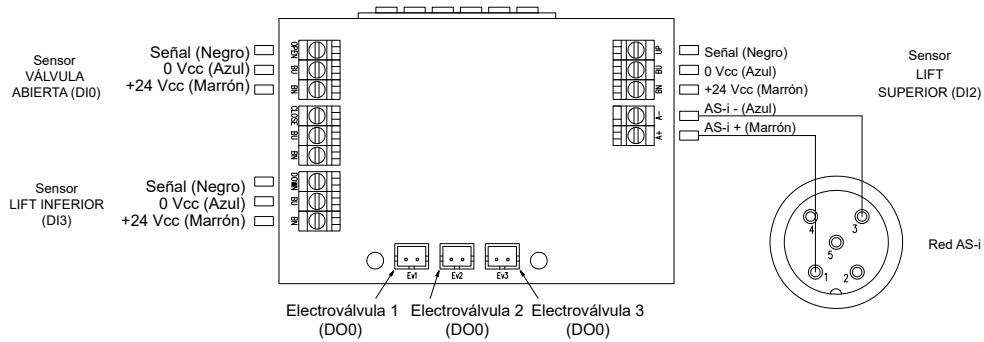 Sensor
VÁLVULA
ABIERTA (DI0)
Señal (Negro)
0 Vcc (Azul)
+24 Vcc (Marrón)
OPEN
BU
BN
CLOSE
BU
BN
Sensor
LIFT INFERIOR
(DI3)
Señal (Negro)
0 Vcc (Azul)
+24 Vcc (Marrón)
DOWN
BU
BN
UP
BU
BN
A-
A+
Señal (Negro)
0 Vcc (Azul)
+24 Vcc (Marrón)
AS-i - (Azul)
AS-i + (Marrón)
Sensor
LIFT
SUPERIOR (DI2)
4
3
5
1
2
Red AS-i
Ev1
Ev2
Ev3
Electroválvula 1
(DO0)
Electroválvula 2
(DO0)
Electroválvula 3
(DO0)